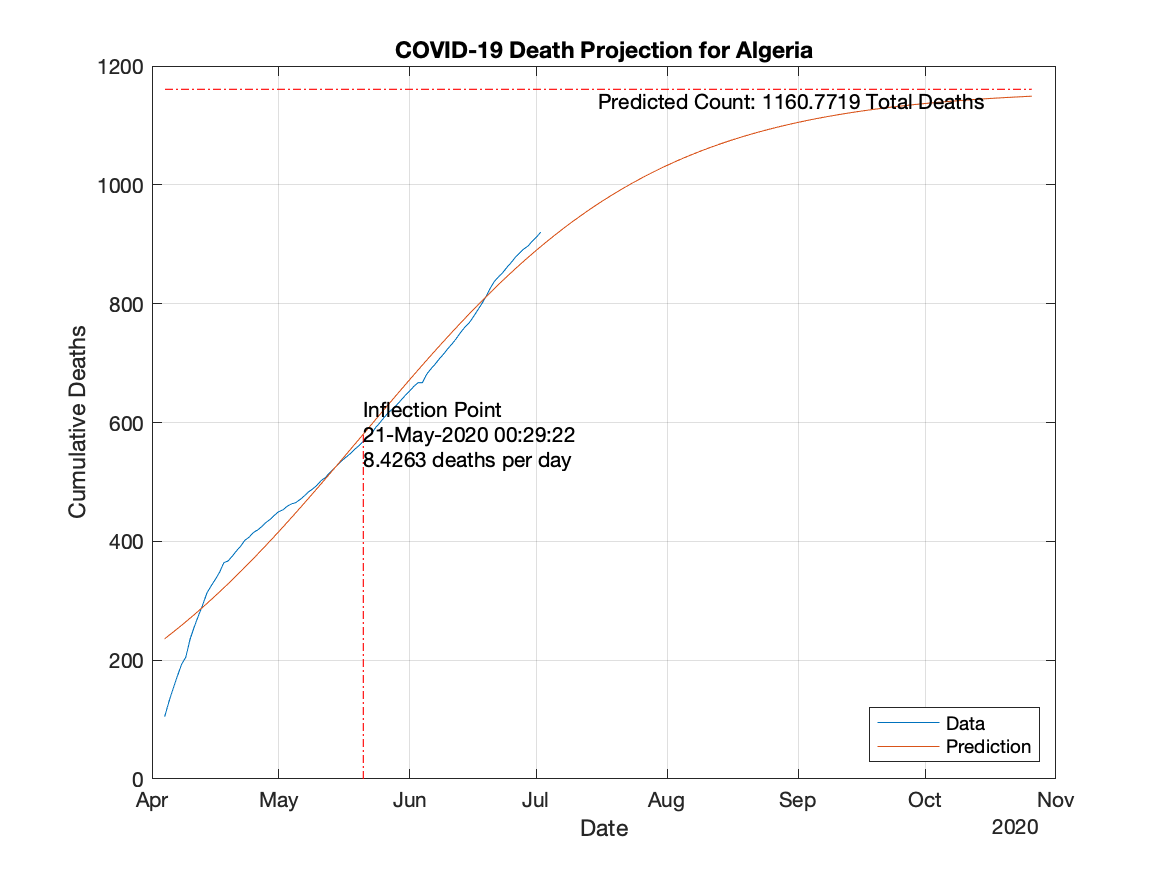 COVID-19 Death Projection for Algeria
1200
1000
800
600
400
200
0
Cumulative Deaths
Predicted Count: 1160.7719 Total Deaths
Inflection Point
21-May-2020 00:29:22
8.4263 deaths per day
Data
Prediction
Apr May Jun Jul Aug Sep Oct Nov
Date
2020